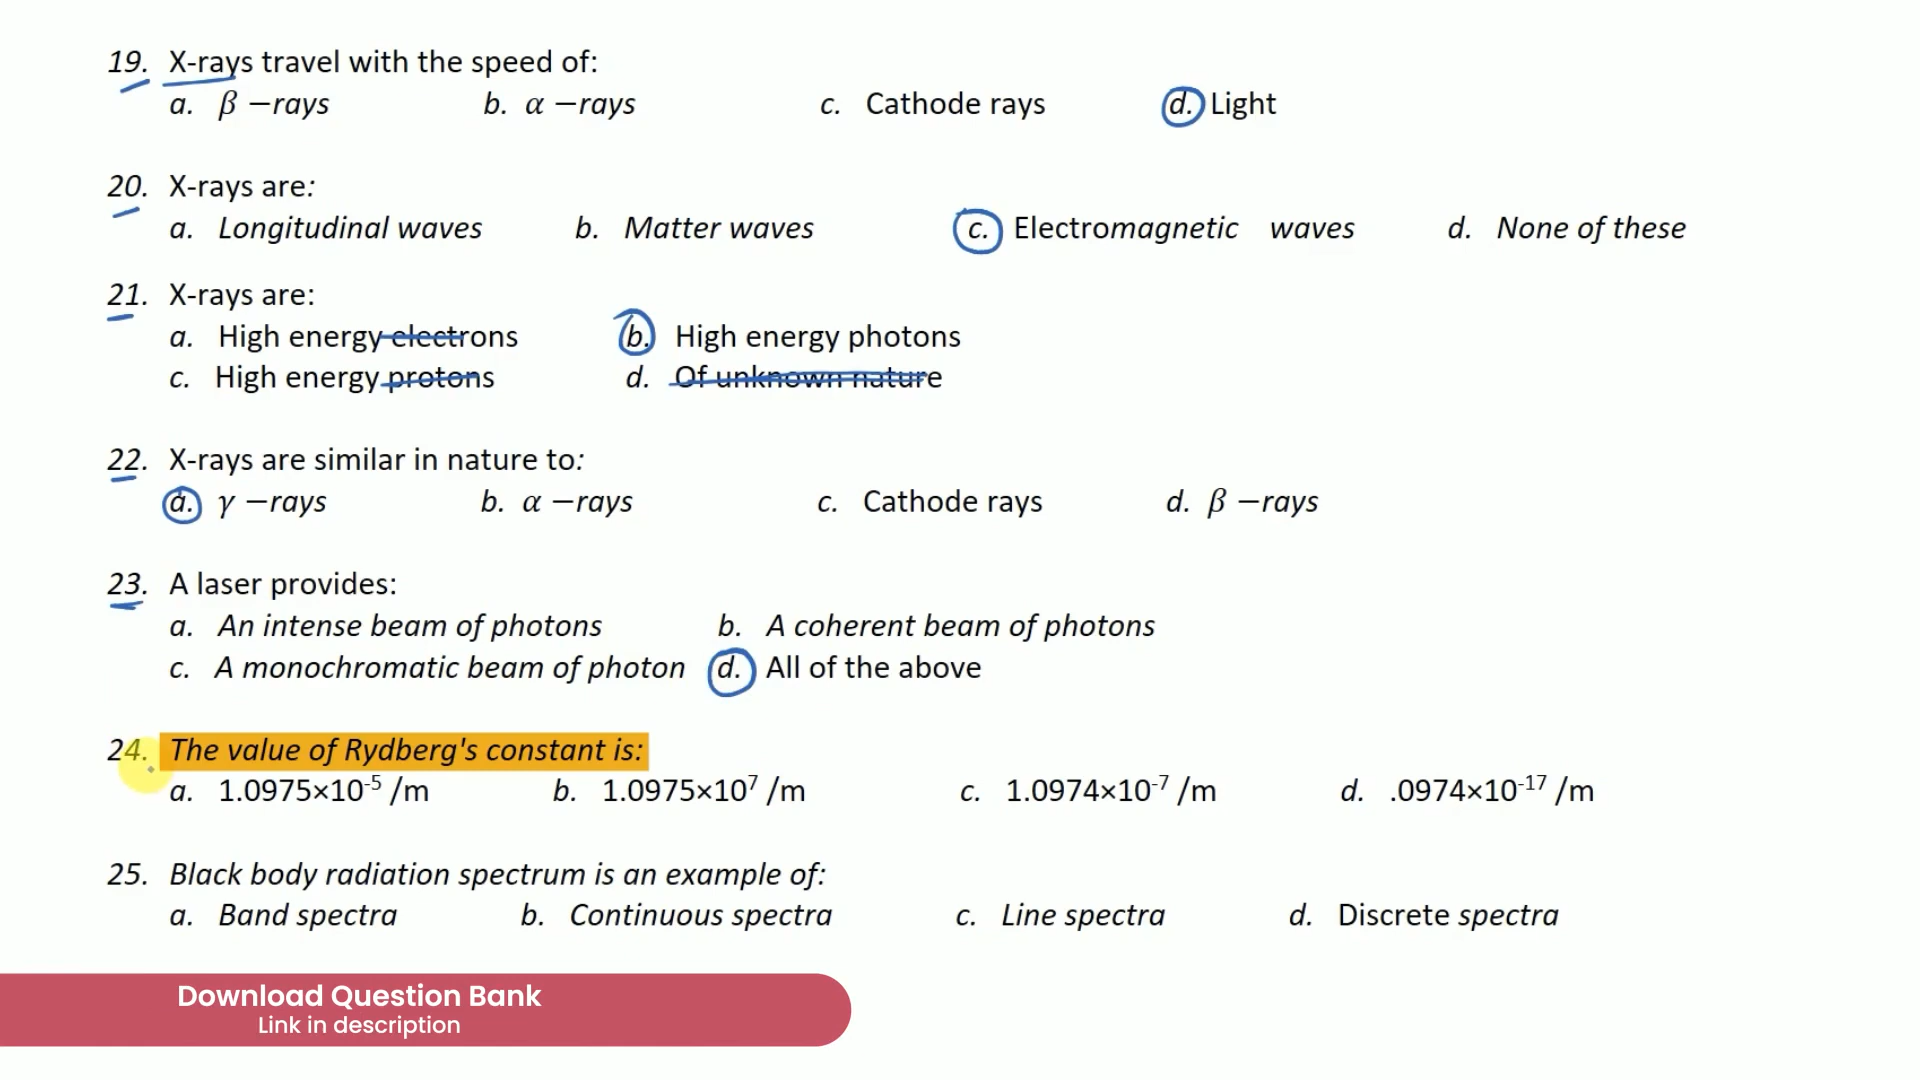 19. X-rays travel with the speed of:
a. β −rays b. α −rays c. Cathode rays d. Light
20. X-rays are:
a. Longitudinal waves b. Matter waves c. Electromagnetic waves d. None of these
21. X-rays are:
a. High energy electrons b. High energy photons
c. High energy protons d. Of unknown nature
22. X-rays are similar in nature to:
a. γ −rays b. α −rays c. Cathode rays d. β −rays
23. A laser provides:
a. An intense beam of photons b. A coherent beam of photons
c. A monochromatic beam of photon d. All of the above
24. The value of Rydberg's constant is:
a. 1.0975×10⁻⁵ /m b. 1.0975×10⁷ /m c. 1.0974×10⁻⁷ /m d. .0974×10⁻¹⁷ /m
25. Black body radiation spectrum is an example of:
a. Band spectra b. Continuous spectra c. Line spectra d. Discrete spectra
Download Question Bank
Link in description